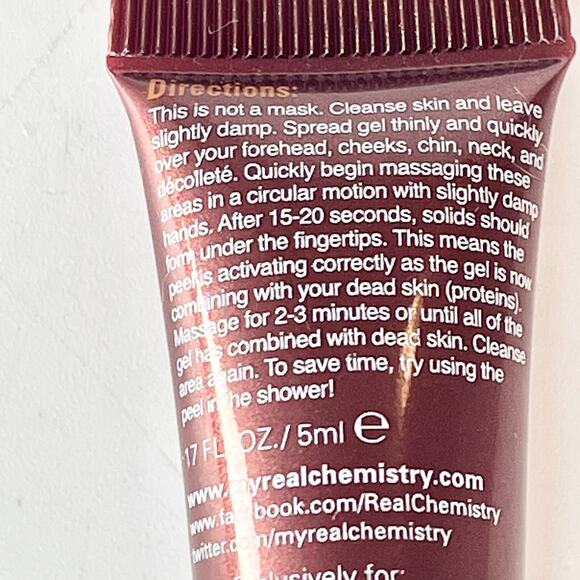 Directions:
This is not a mask. Cleanse skin and leave
slightly damp. Spread gel thinly and quickly
over your forehead, cheeks, chin, neck, and
décolleté. Quickly begin massaging these
areas in a circular motion with slightly damp
hands. After 15-20 seconds, solids should
form under the fingertips. This means the
peel is activating correctly as the gel is now
combining with your dead skin (proteins).
Massage for 2-3 minutes or until all of the
gel has combined with dead skin. Cleanse
area again. To save time, try using the
peel in the shower!
.17 FL. OZ./ 5ml e
www.myrealchemistry.com
www.facebook.com/RealChemistry
twitter.com/myrealchemistry
Exclusively for: